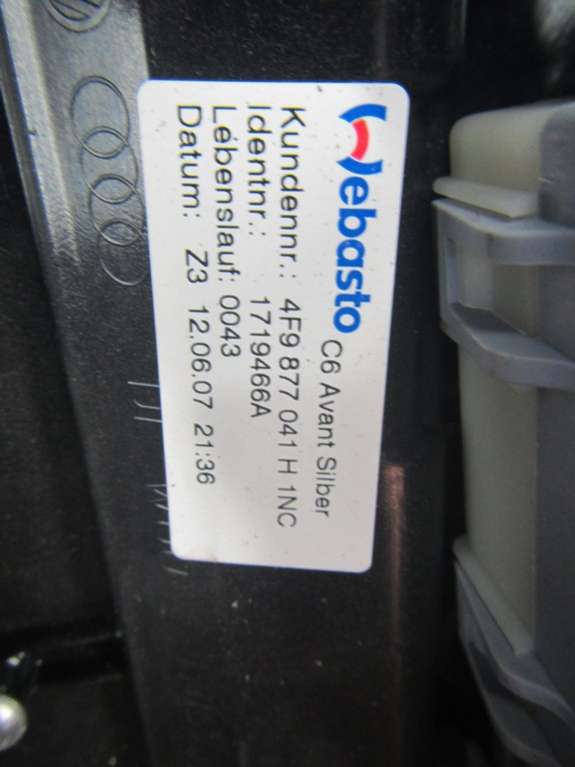 Webasto C6 Avant Silber
Kundennr.: 4F9 877 041 H 1NC
Identnr.: 1719466A
Lebenslauf: 0043
Datum: Z3 12.06.07 21:36